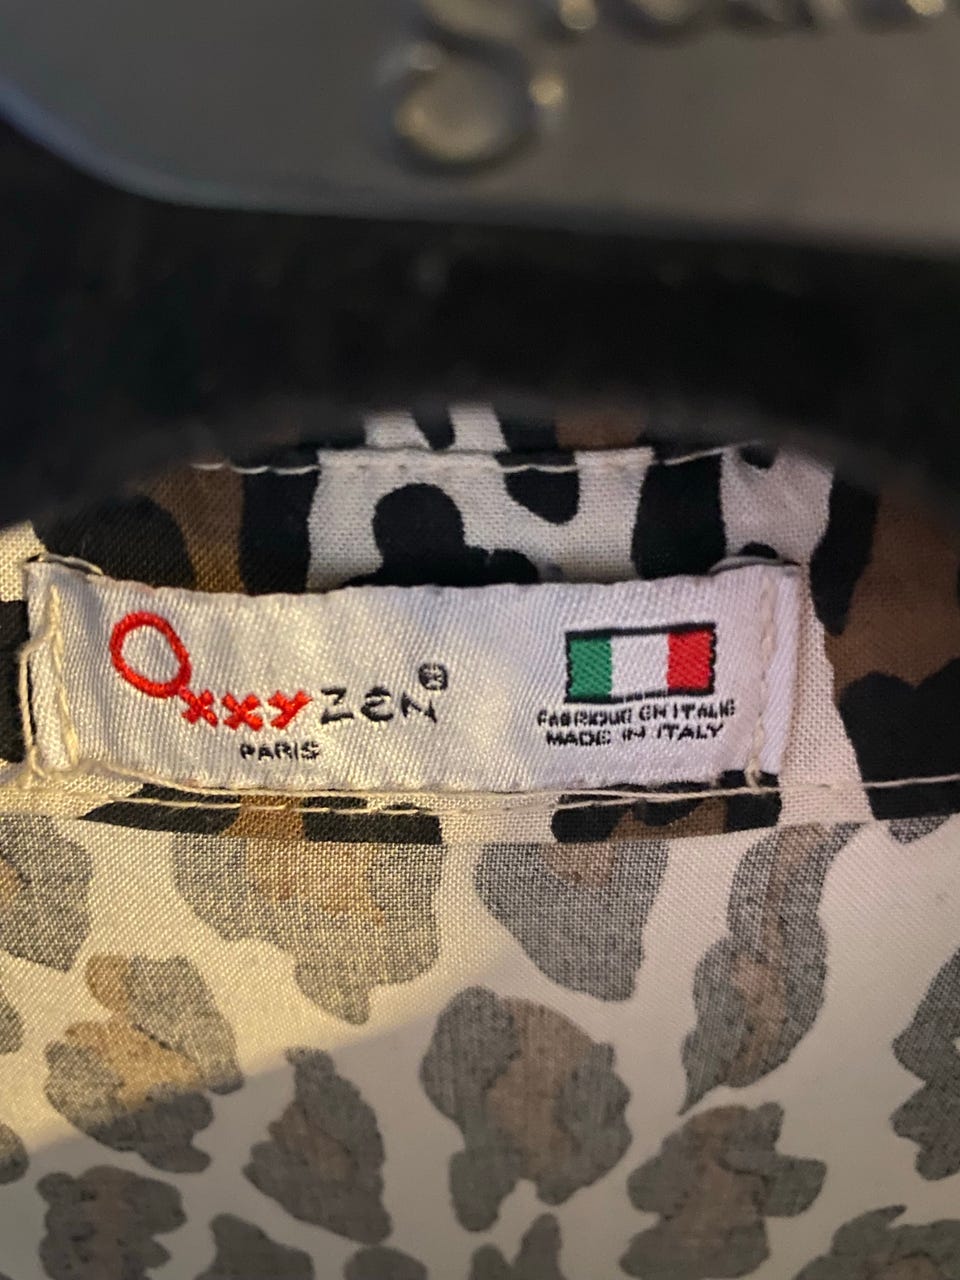 Oxxyzen®
PARIS
FABRIQUE EN ITALIE
MADE IN ITALY